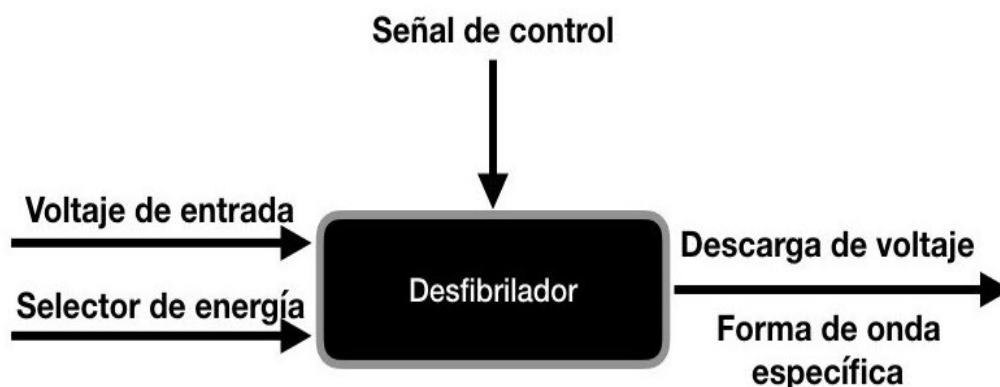 Señal de control
Voltaje de entrada
Selector de energía
Desfibrilador
Descarga de voltaje
Forma de onda
específica